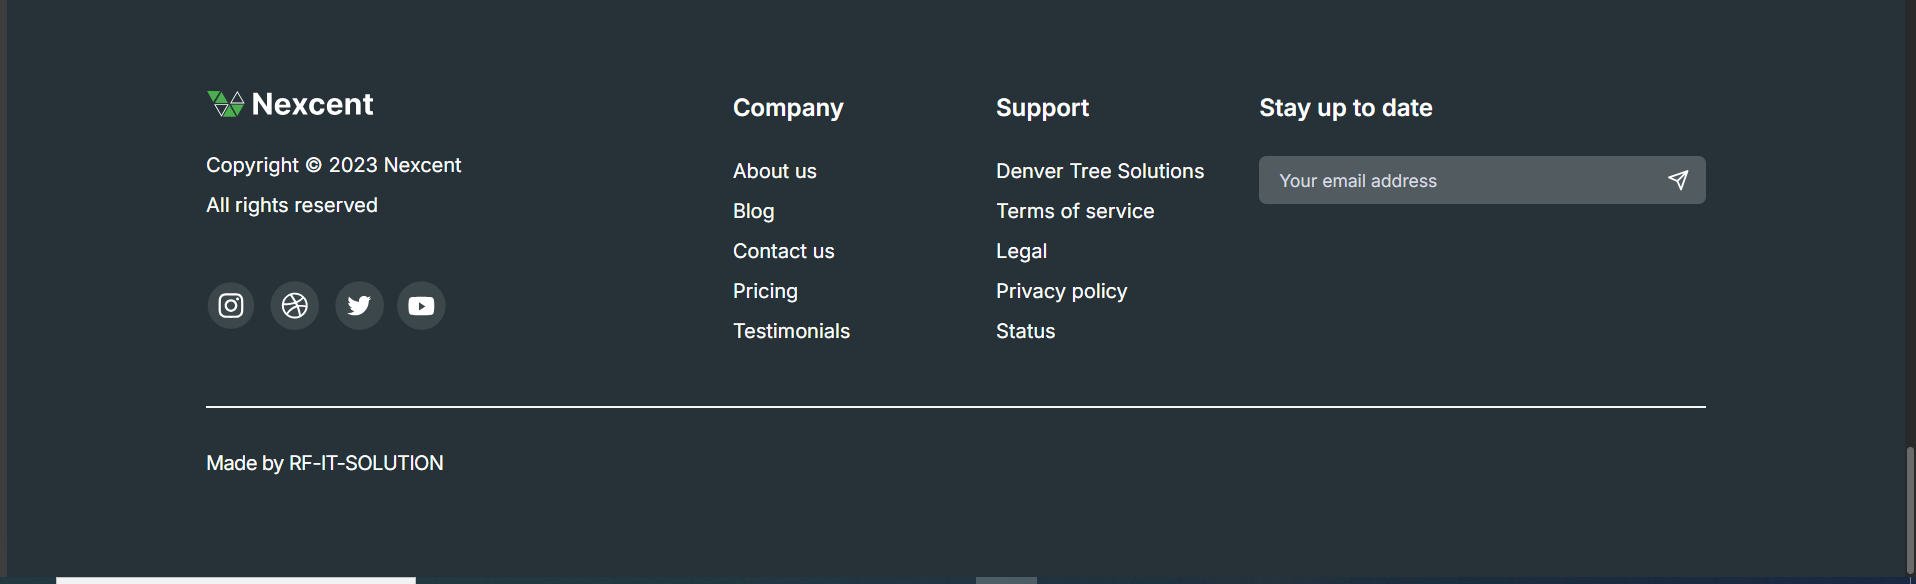 Nexcent
Copyright © 2023 Nexcent
All rights reserved
Company
About us
Blog
Contact us
Pricing
Testimonials
Support
Denver Tree Solutions
Terms of service
Legal
Privacy policy
Status
Stay up to date
Your email address
Made by RF-IT-SOLUTION